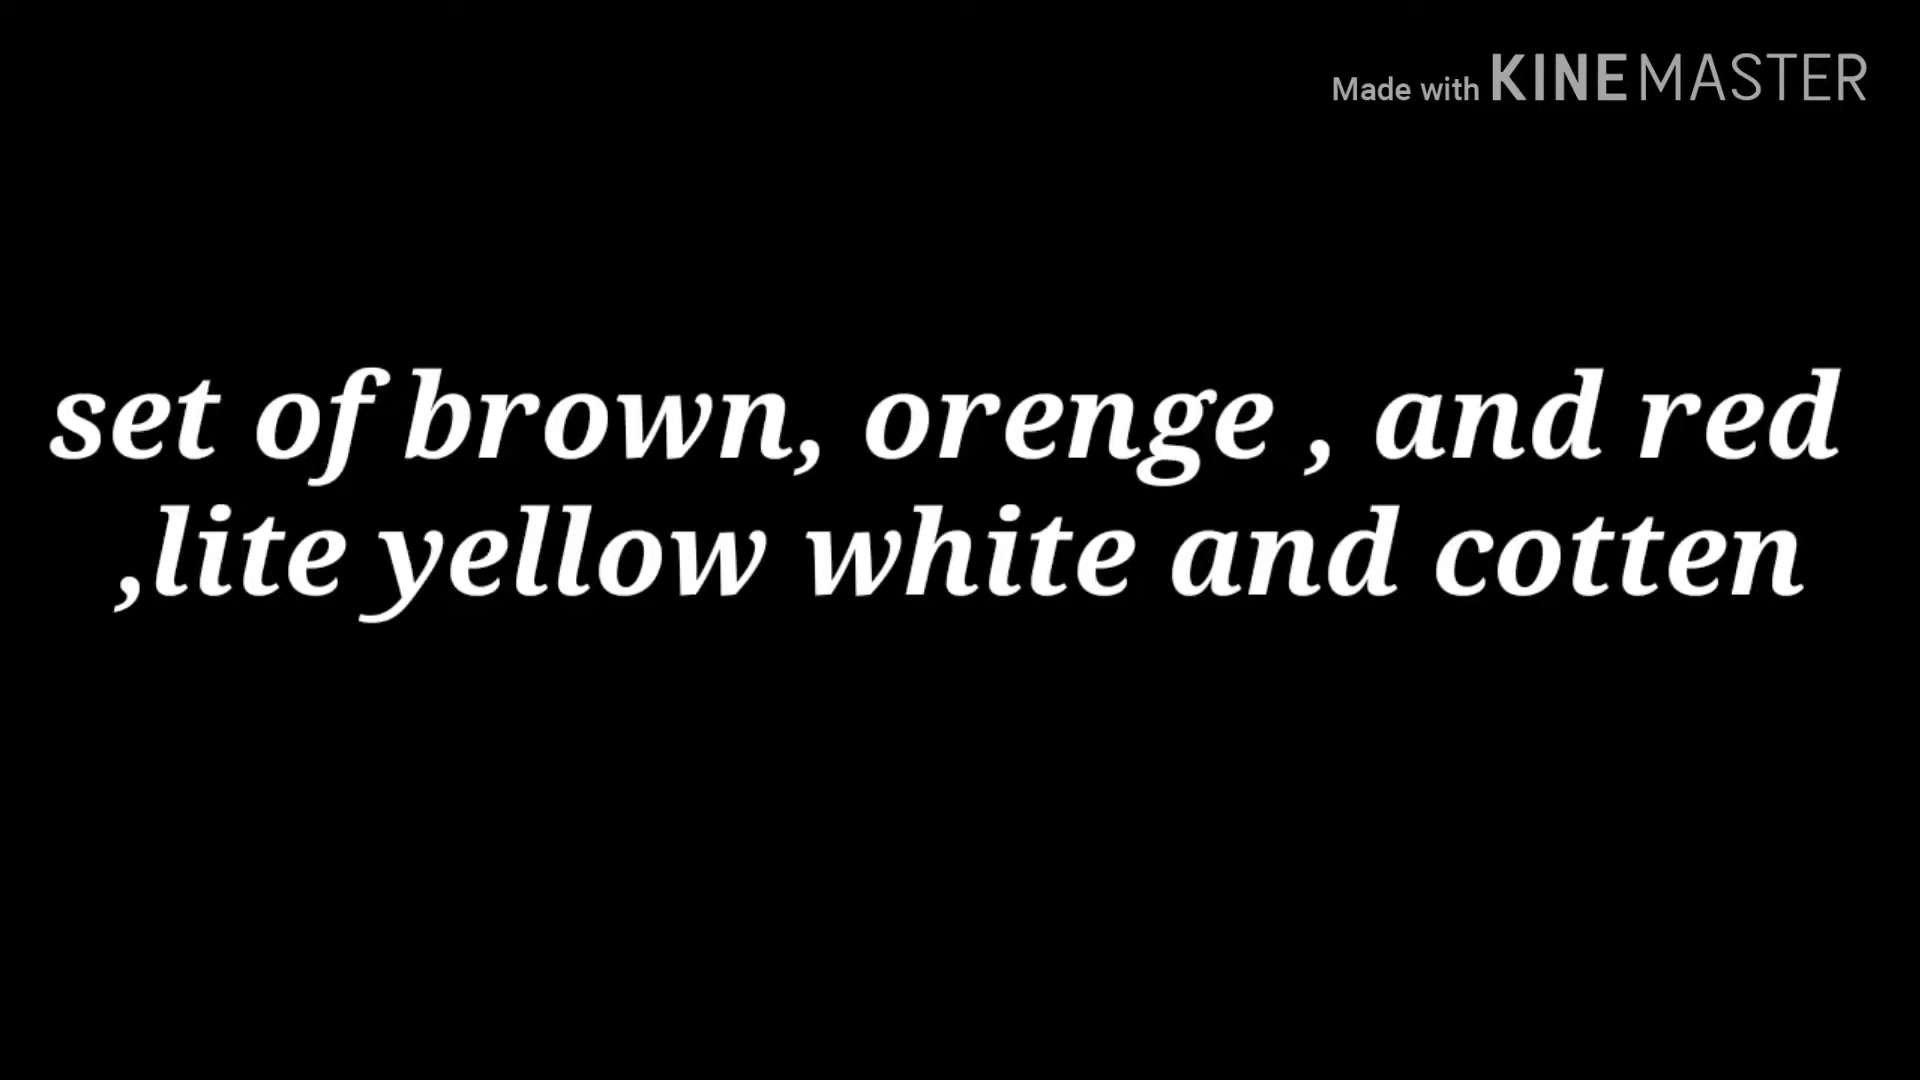 Made with KINEMASTER
set of brown, orenge , and red
,lite yellow white and cotten